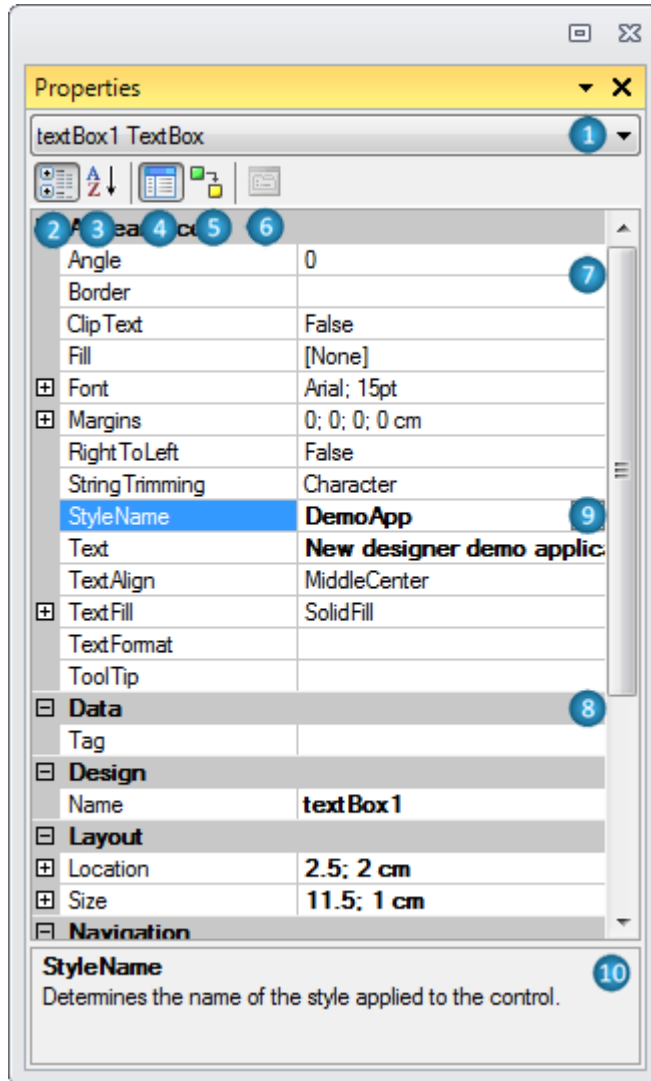 Properties
textBox1 TextBox 1
A
Z
2 3 4 5 6
Angle 0 7
Border
ClipText False
Fill [None]
Font Arial; 15pt
Margins 0; 0; 0; 0 cm
RightToLeft False
StringTrimming Character
StyleName DemoApp 9
Text New designer demo applica
TextAlign MiddleCenter
TextFill SolidFill
TextFormat
ToolTip
Data 8
Tag
Design
Name textBox1
Layout
Location 2.5; 2 cm
Size 11.5; 1 cm
Navigation
StyleName 10
Determines the name of the style applied to the control.